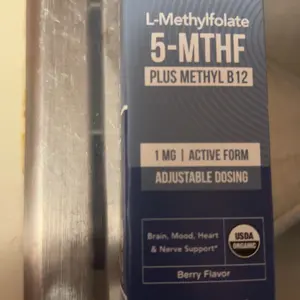 L-Methylfolate
5-MTHF
PLUS METHYL B12
1 MG | ACTIVE FORM
ADJUSTABLE DOSING
Brain, Mood, Heart
& Nerve Support*
USDA
ORGANIC
Berry Flavor